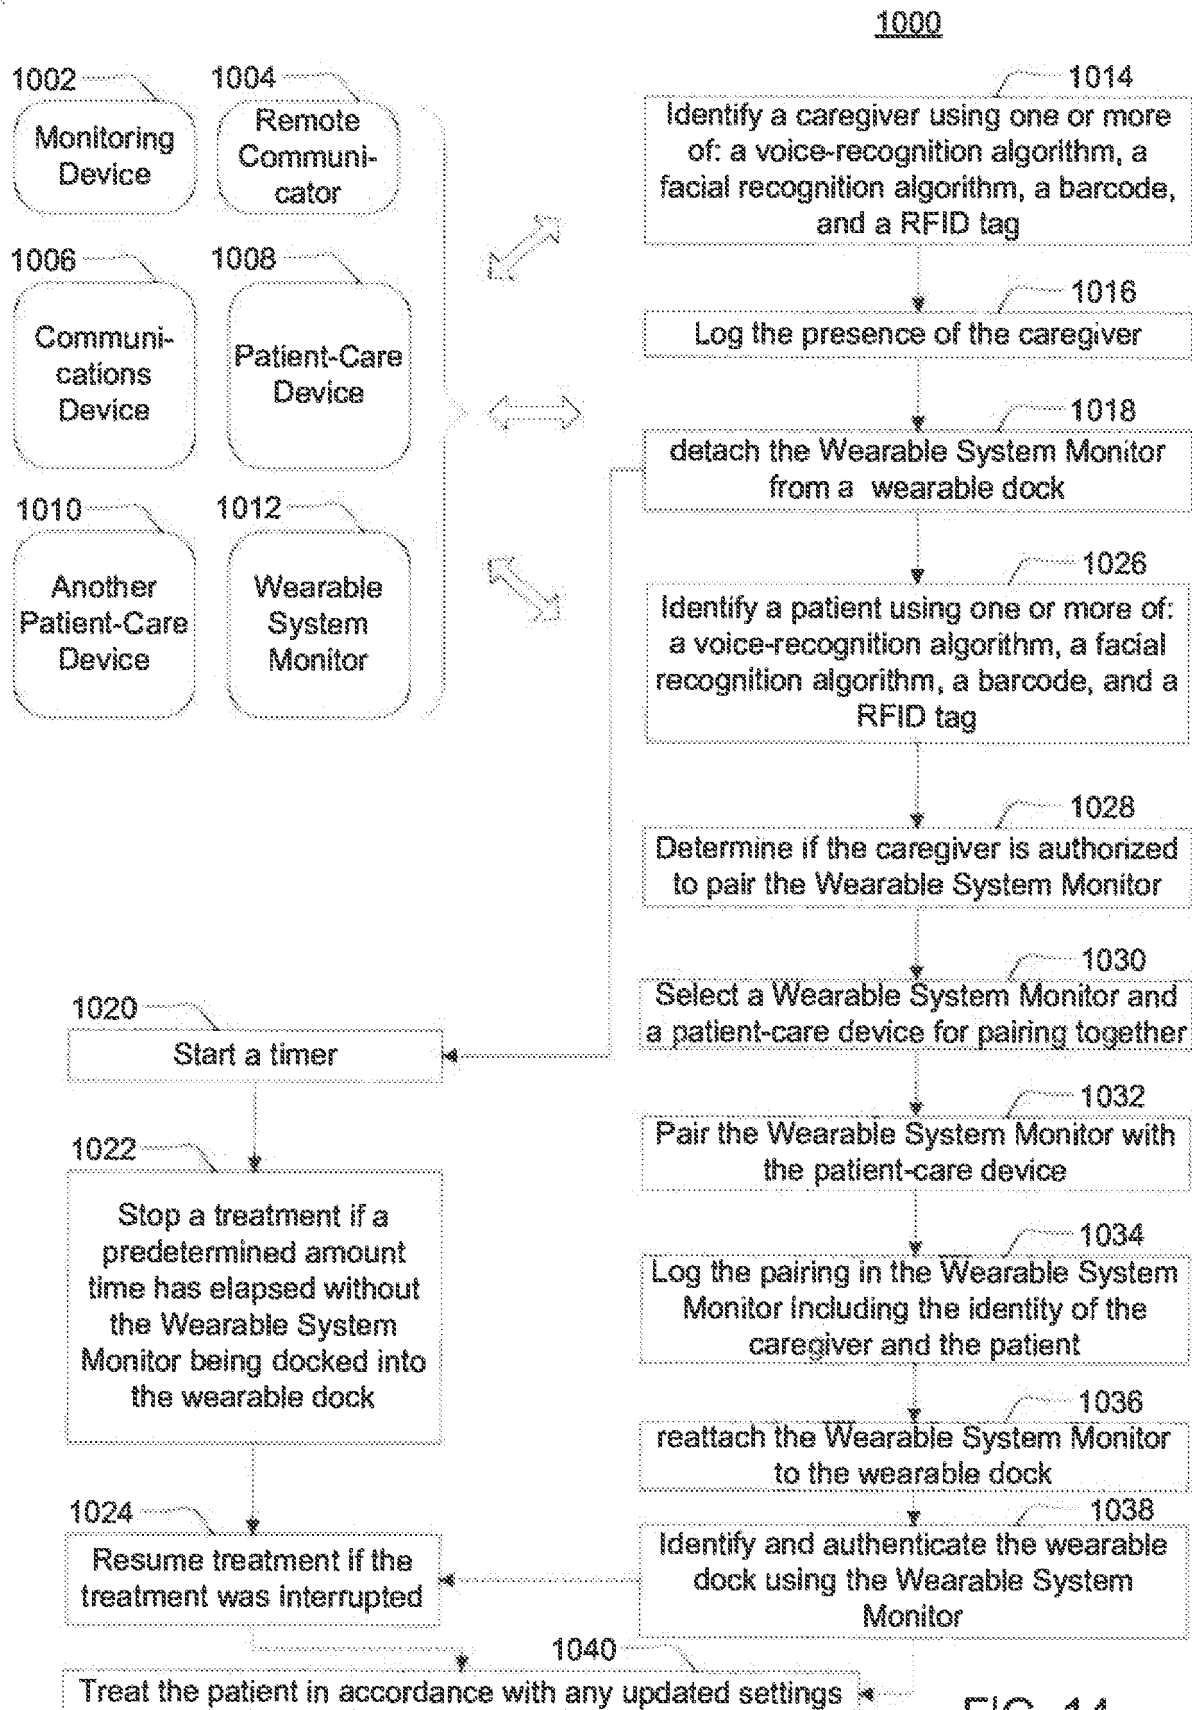 1000
1002
1004
Monitoring
Device
Remote
Communi-
cator
1006
1008
Communi-
cations
Device
Patient-Care
Device
1010
1012
Another
Patient-Care
Device
Wearable
System
Monitor
1014
Identify a caregiver using one or more
of: a voice-recognition algorithm, a
facial recognition algorithm, a barcode,
and a RFID tag
1016
Log the presence of the caregiver
1018
detach the Wearable System Monitor
from a wearable dock
1026
Identify a patient using one or more of:
a voice-recognition algorithm, a facial
recognition algorithm, a barcode, and a
RFID tag
1028
Determine if the caregiver is authorized
to pair the Wearable System Monitor
1030
Select a Wearable System Monitor and
a patient-care device for pairing together
1032
Pair the Wearable System Monitor with
the patient-care device
1034
Log the pairing in the Wearable System
Monitor including the identity of the
caregiver and the patient
1036
reattach the Wearable System Monitor
to the wearable dock
1038
Identify and authenticate the wearable
dock using the Wearable System
Monitor
1020
Start a timer
1022
Stop a treatment if a
predetermined amount
time has elapsed without
the Wearable System
Monitor being docked into
the wearable dock
1024
Resume treatment if the
treatment was interrupted
1040
Treat the patient in accordance with any updated settings
FIG. 14